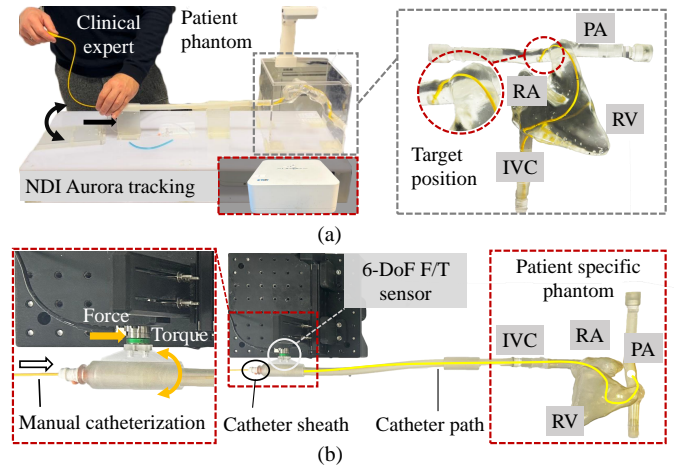 Clinical
expert
Patient
phantom
PA
RA
RV
Target
position
IVC
NDI Aurora tracking
(a)
6-DoF F/T
sensor
Patient specific
phantom
Force
Torque
IVC
RA
PA
Manual catheterization
Catheter sheath
Catheter path
RV
(b)